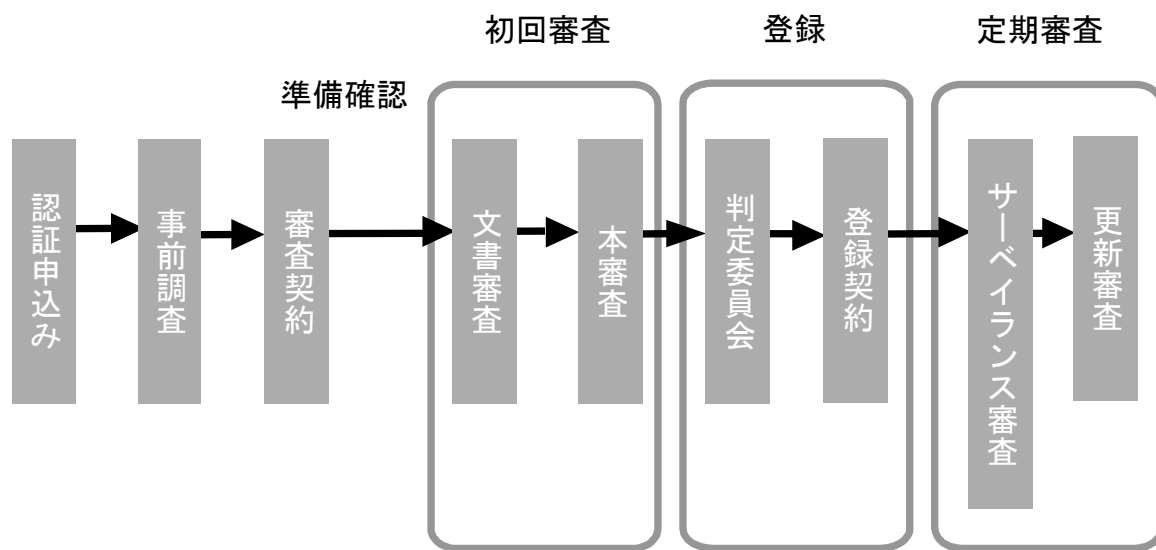 初回審査
登録
定期審査
準備確認
認証申込み
事前調査
審査契約
文書審査
本審査
判定委員会
登録契約
サーベイランス審査
更新審査